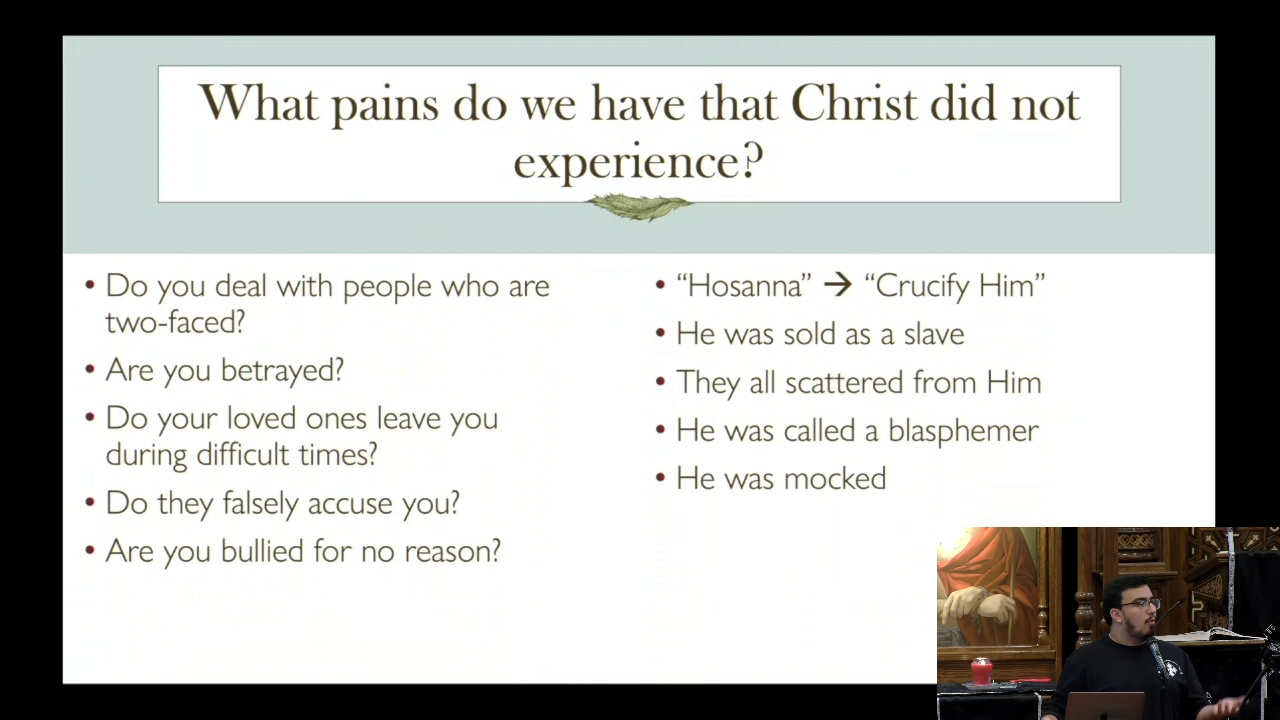 What pains do we have that Christ did not
experience?
• Do you deal with people who are
two-faced?
• Are you betrayed?
• Do your loved ones leave you
during difficult times?
• Do they falsely accuse you?
• Are you bullied for no reason?
• “Hosanna” → “Crucify Him”
• He was sold as a slave
• They all scattered from Him
• He was called a blasphemer
• He was mocked